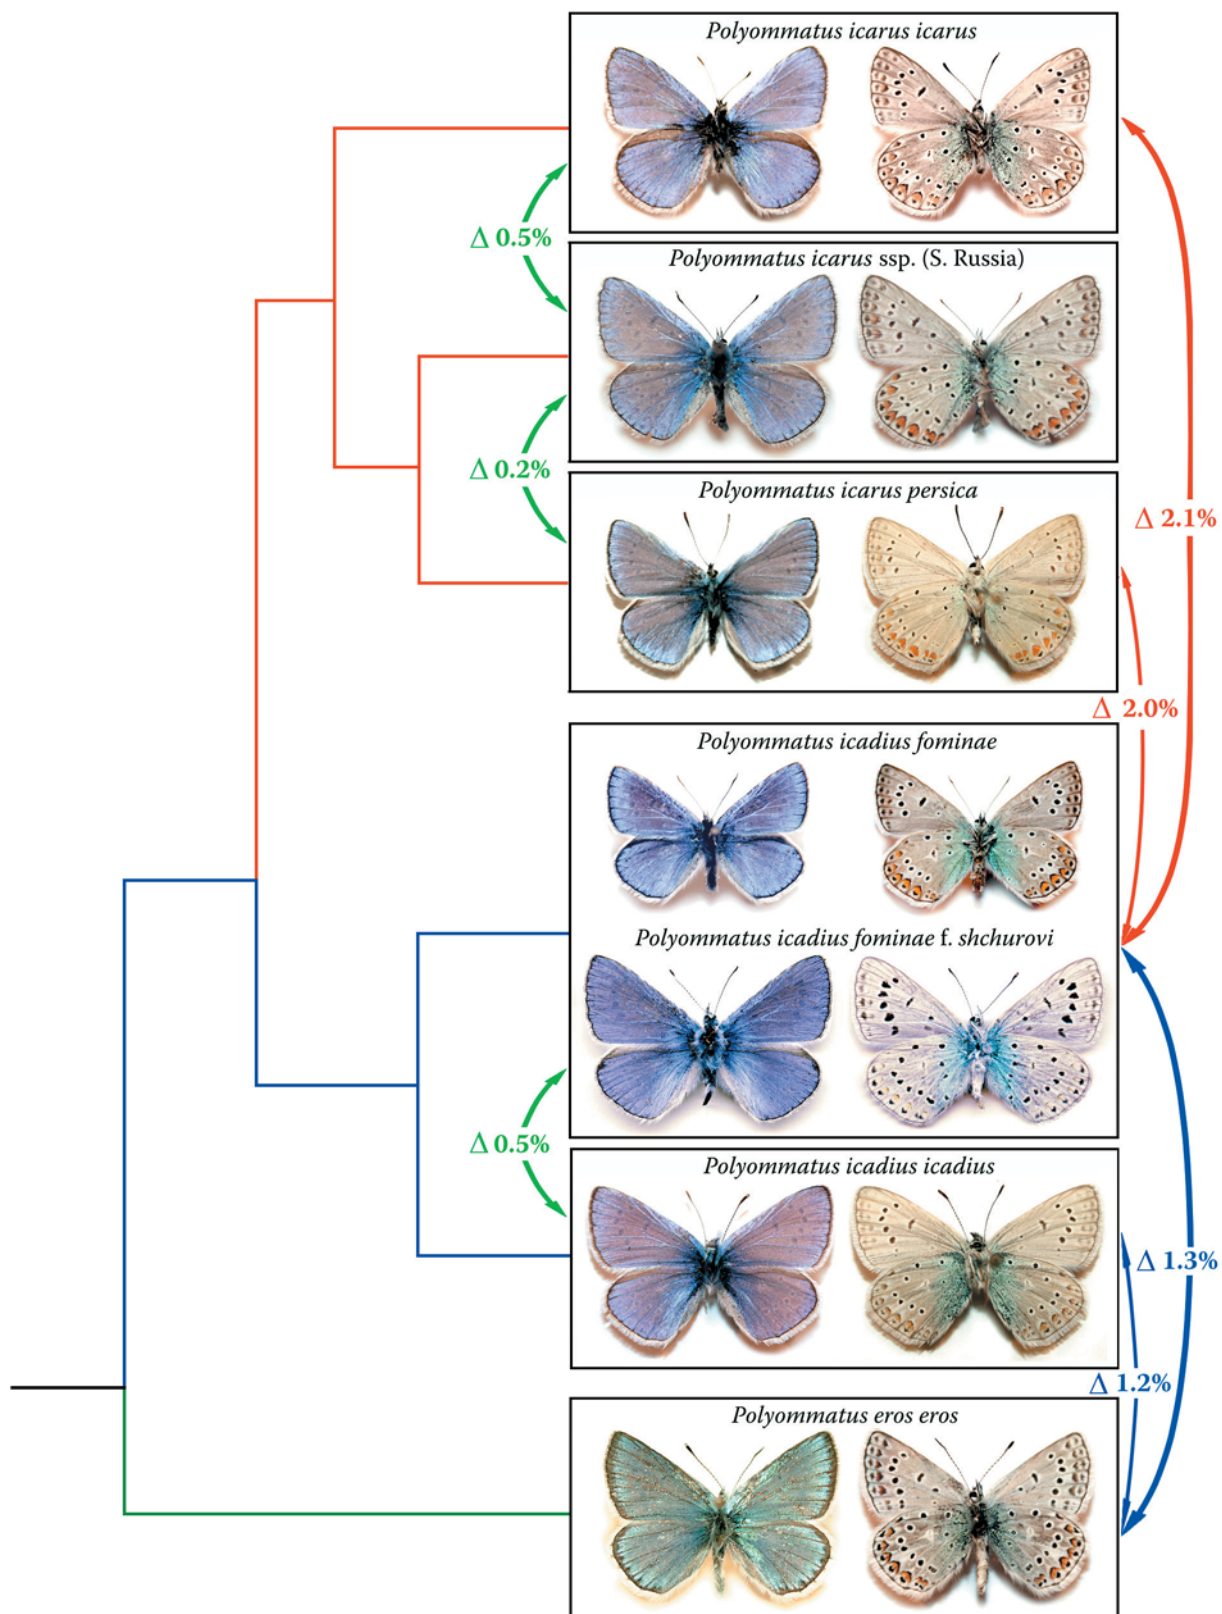 Polyommatus icarus icarus
Δ 0.5%
Polyommatus icarus ssp. (S. Russia)
Δ 0.2%
Polyommatus icarus persica
Δ 2.1%
Δ 2.0%
Polyommatus icadius fominae
Polyommatus icadius fominae f. shchurovi
Δ 0.5%
Polyommatus icadius icadius
Δ 1.3%
Δ 1.2%
Polyommatus eros eros